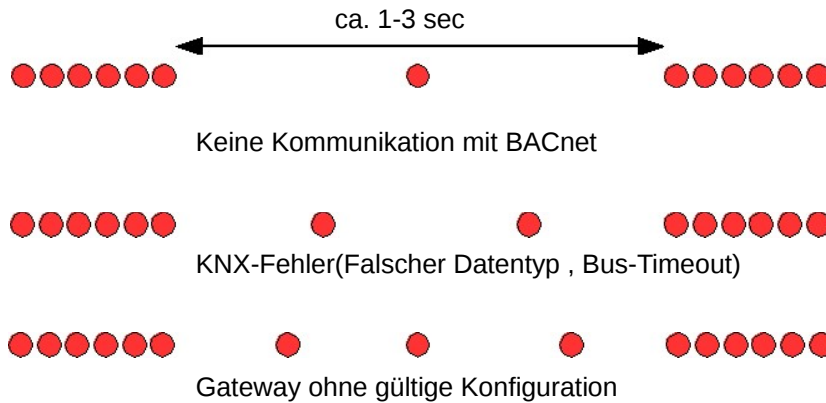 ca. 1-3 sec
Keine Kommunikation mit BACnet
KNX-Fehler(Falscher Datentyp , Bus-Timeout)
Gateway ohne gültige Konfiguration